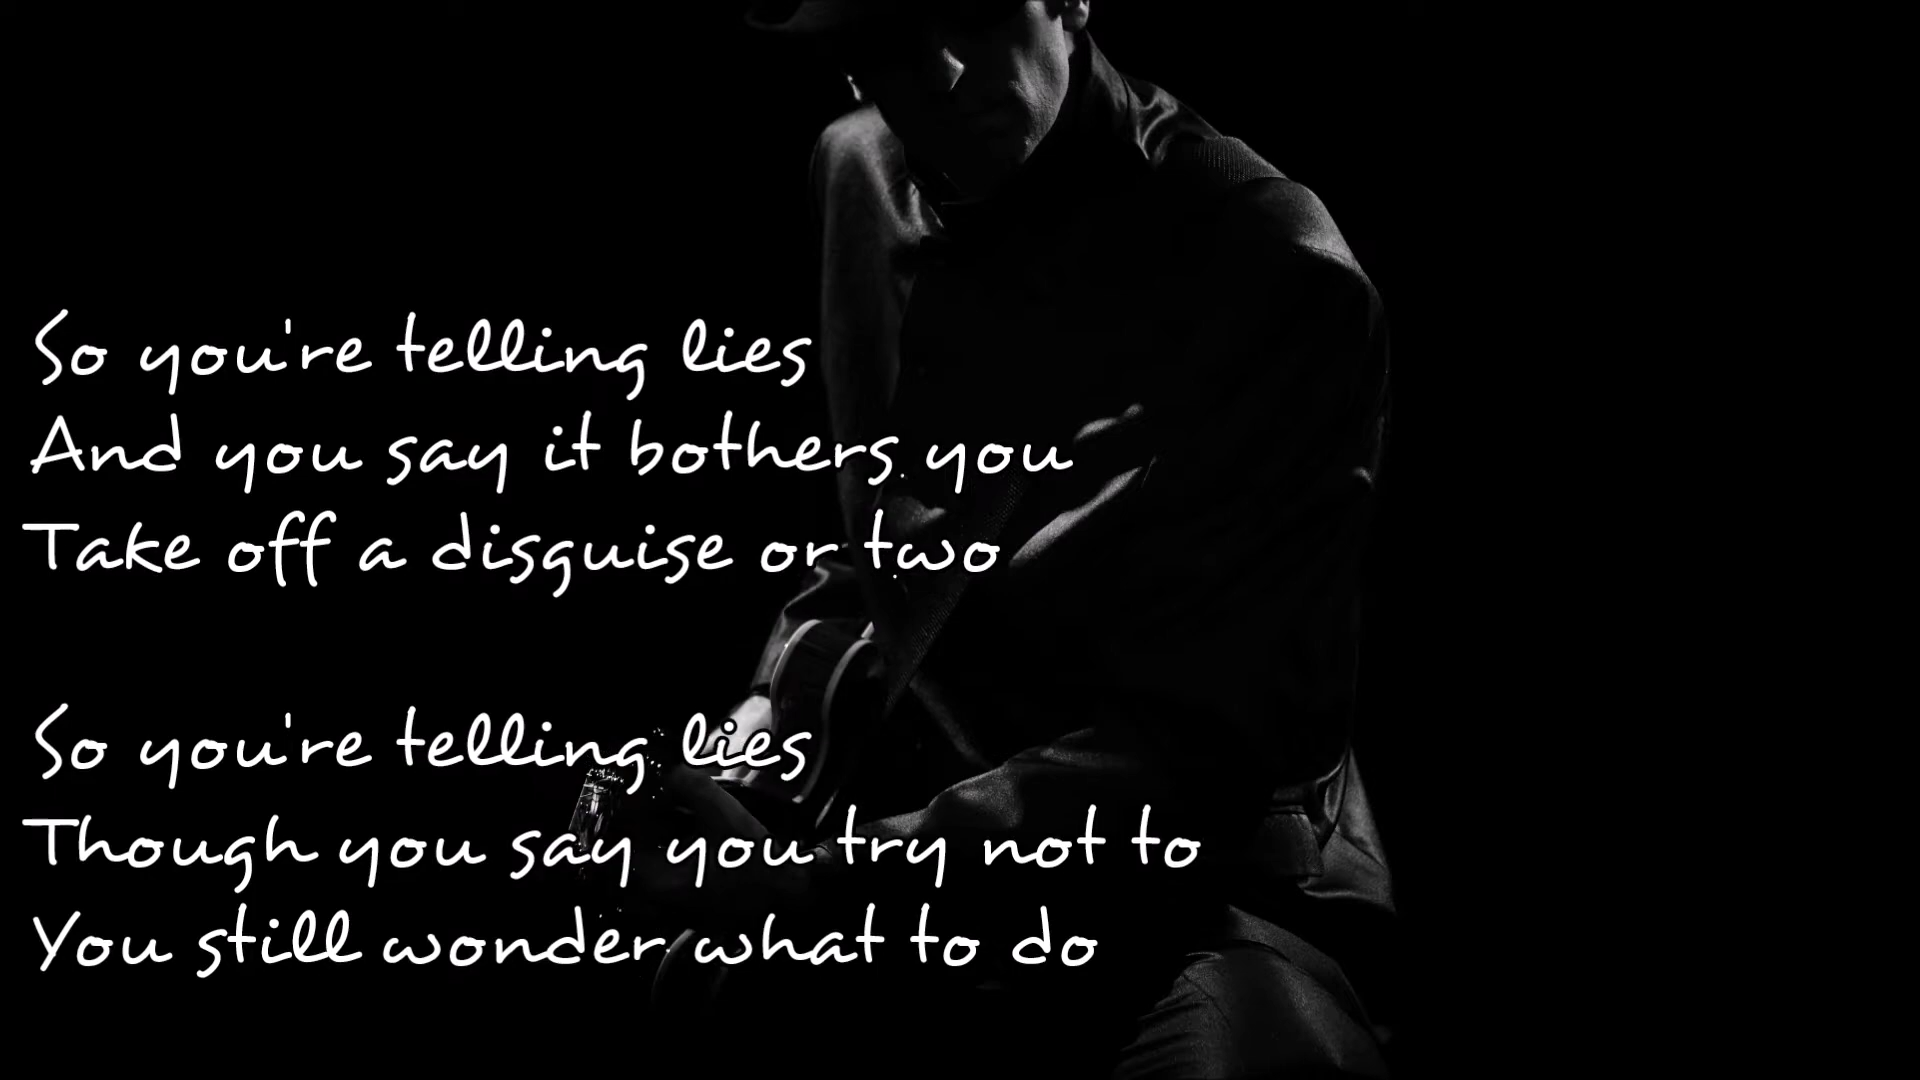 So you're telling lies
And you say it bothers you
Take off a disguise or two
So you're telling lies
Though you say you try not to
You still wonder what to do